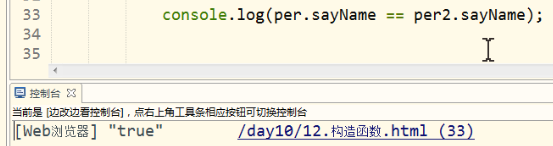 33 console.log(per.sayName == per2.sayName);
34
35
控制台
当前是 [边改边看控制台]，点右上角工具条相应按钮可切换控制台
[Web浏览器] "true" /day10/12.构造函数.html (33)